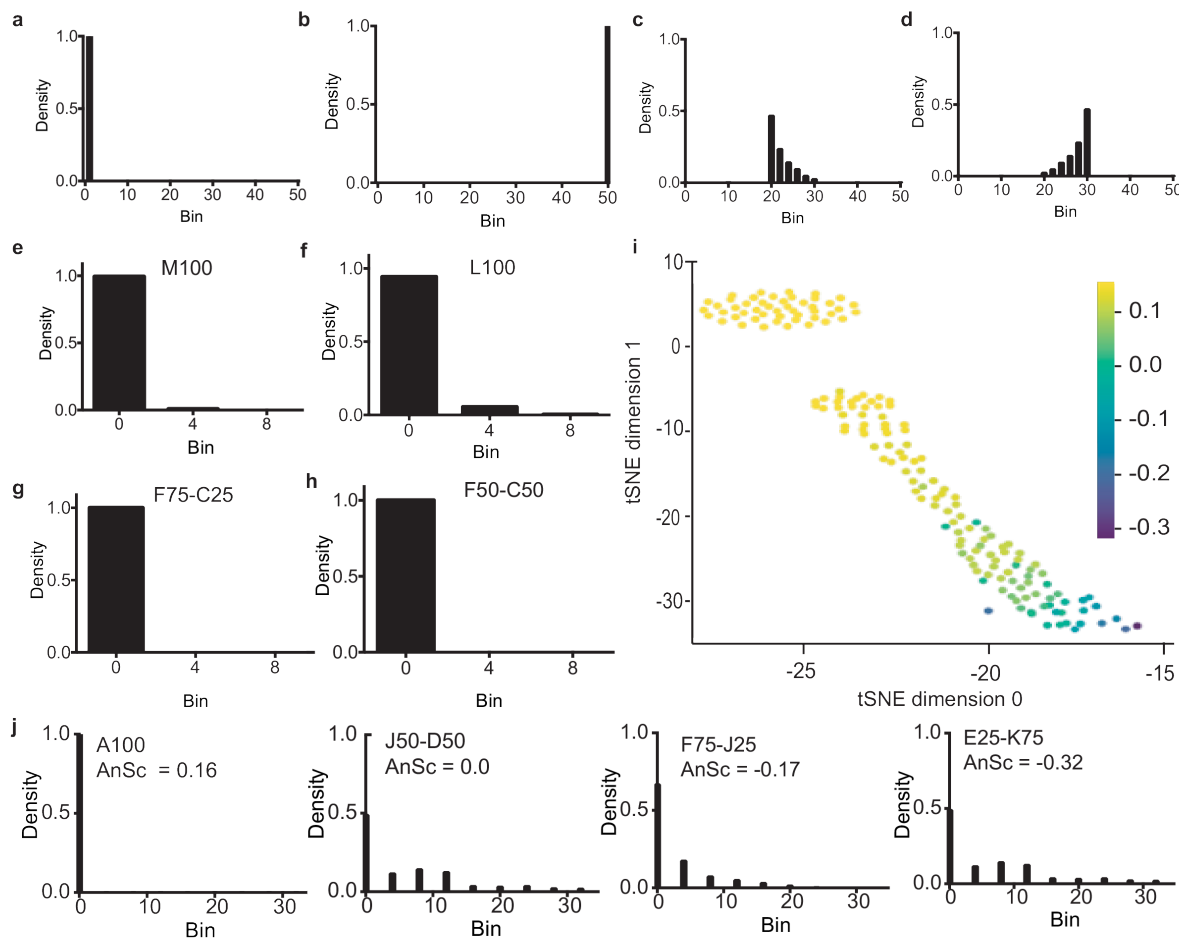 a
1.0
0.5
0.0
Density
0 10 20 30 40 50
Bin
b
1.0
0.5
0.0
Density
0 10 20 30 40 50
Bin
c
1.0
0.5
0.0
Density
0 10 20 30 40 50
Bin
d
1.0
0.5
0.0
Density
0 10 20 30 40 50
Bin
e
M100
1.0
0.5
0.0
Density
0 4 8
Bin
f
L100
1.0
0.5
0.0
Density
0 4 8
Bin
g
F75-C25
1.0
0.5
0.0
Density
0 4 8
Bin
h
F50-C50
1.0
0.5
0.0
Density
0 4 8
Bin
i
10
0
-10
-20
-30
tSNE dimension 1
-25 -20 -15
tSNE dimension 0
0.1
0.0
-0.1
-0.2
-0.3
j
A100
AnSc = 0.16
1.0
0.5
0.0
Density
0 10 20 30
Bin
J50-D50
AnSc = 0.0
1.0
0.5
0.0
Density
0 10 20 30
Bin
F75-J25
AnSc = -0.17
1.0
0.5
0.0
Density
0 10 20 30
Bin
E25-K75
AnSc = -0.32
1.0
0.5
0.0
Density
0 10 20 30
Bin